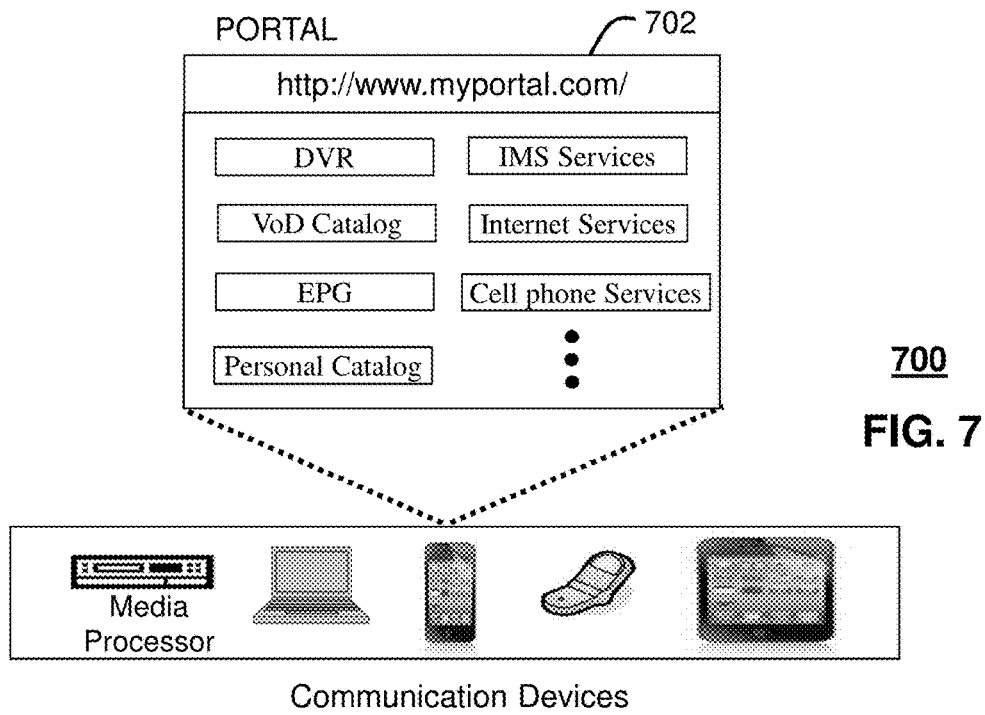 PORTAL
702
http://www.myportal.com/
DVR
IMS Services
VoD Catalog
Internet Services
EPG
Cell phone Services
Personal Catalog
700
FIG. 7
Media
Processor
Communication Devices